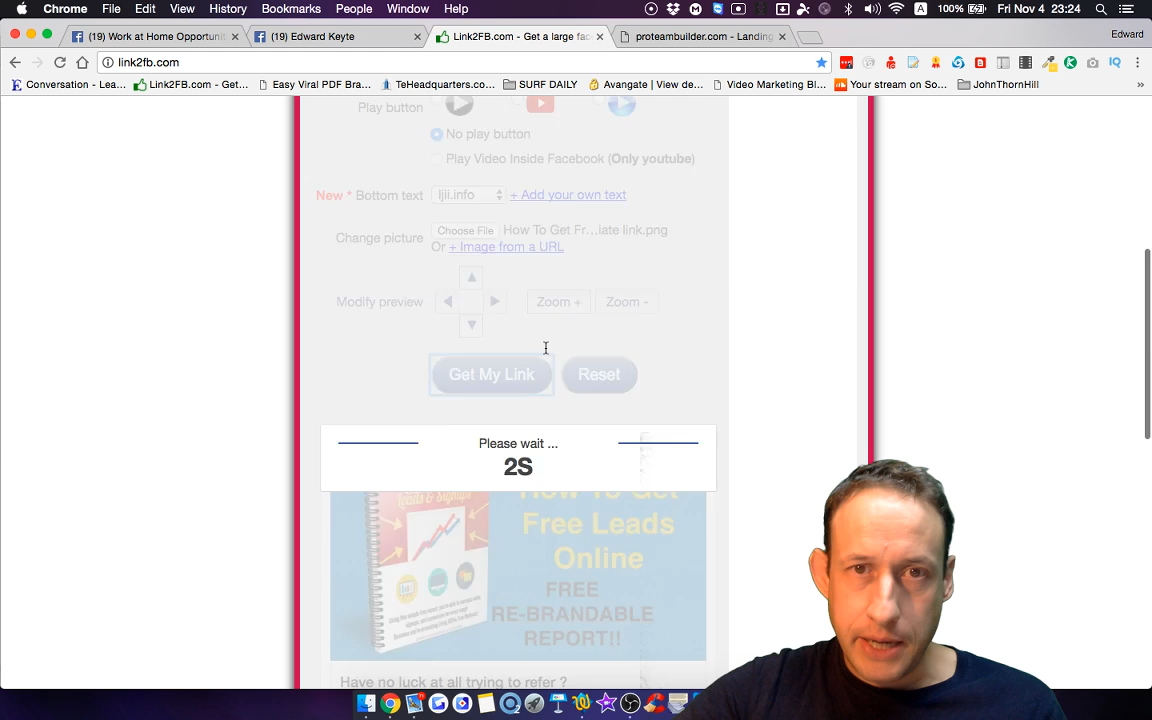 Chrome File Edit View History Bookmarks People Window Help 100% Fri Nov 4 23:24
(19) Work at Home Opportunit × (19) Edward Keyte × Link2FB.com - Get a large fac × proteambuilder.com - Landing × Edward
link2fb.com
Conversation - Lea... Link2FB.com - Get... Easy Viral PDF Bra... TeHeadquarters.c... SURF DAILY Avangate | View de... Video Marketing Bl... Your stream on So... JohnThornHill »
Play button
No play button
Play Video Inside Facebook (Only youtube)
New * Bottom text ljii.info + Add your own text
Change picture Choose File How To Get Fr...iate link.png
Or + Image from a URL
Modify preview Zoom + Zoom -
Get My Link Reset
Please wait ...
2S
Leads & Signups
How To Get
Free Leads
Online
FREE
RE-BRANDABLE
REPORT!!
Have no luck at all trying to refer ?